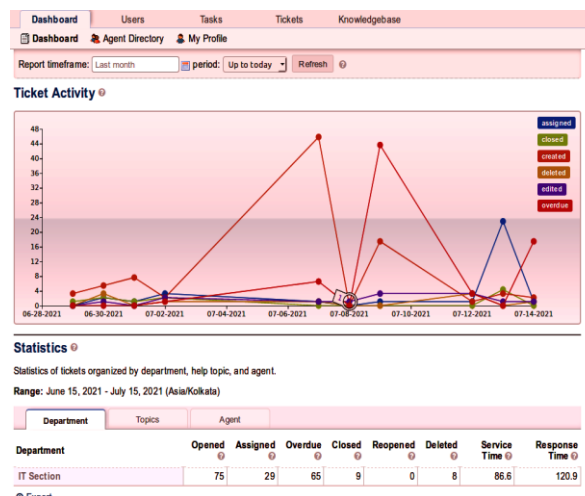 Dashboard Users Tasks Tickets Knowledgebase
Dashboard Agent Directory My Profile
Report timeframe: Last month period: Up to today Refresh
Ticket Activity
assigned
closed
created
deleted
edited
overdue
48
44
40
36
32
28
24
20
16
12
8
4
0
06-28-2021 06-30-2021 07-02-2021 07-04-2021 07-06-2021 07-08-2021 07-10-2021 07-12-2021 07-14-2021
Statistics
Statistics of tickets organized by department, help topic, and agent.
Range: June 15, 2021 - July 15, 2021 (Asia/Kolkata)
Department Topics Agent
Department Opened Assigned Overdue Closed Reopened Deleted Service Time Response Time
IT Section 75 29 65 9 0 8 86.6 120.9
Export